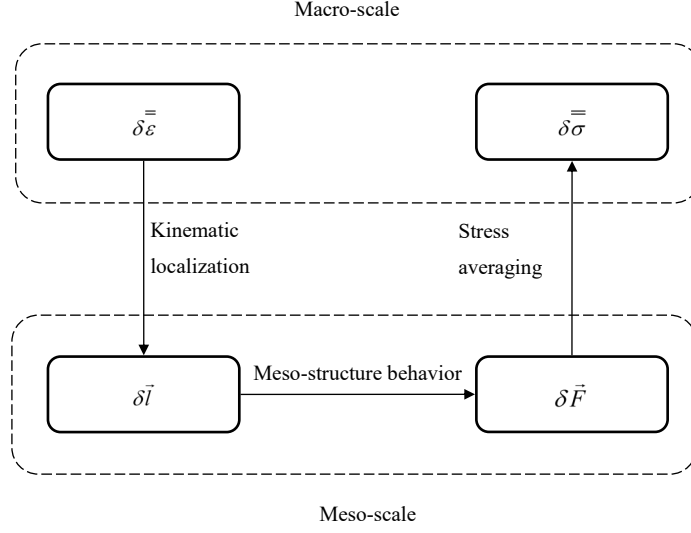 Macro-scale
δε̿
δσ̿
Kinematic
localization
Stress
averaging
δl⃗
Meso-structure behavior
δF⃗
Meso-scale